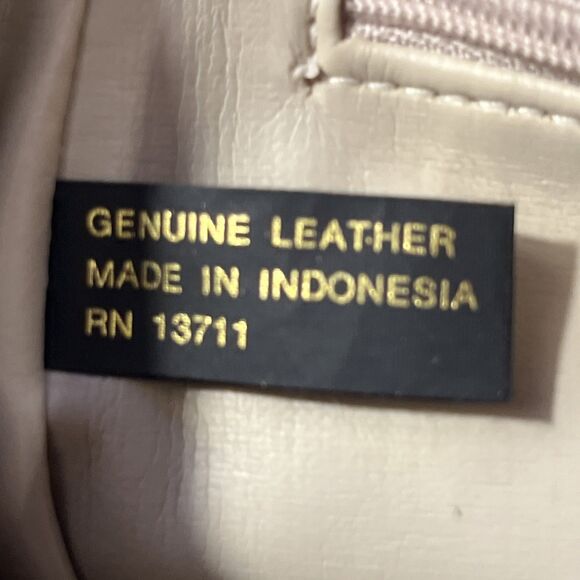 GENUINE LEATHER
MADE IN INDONESIA
RN 13711